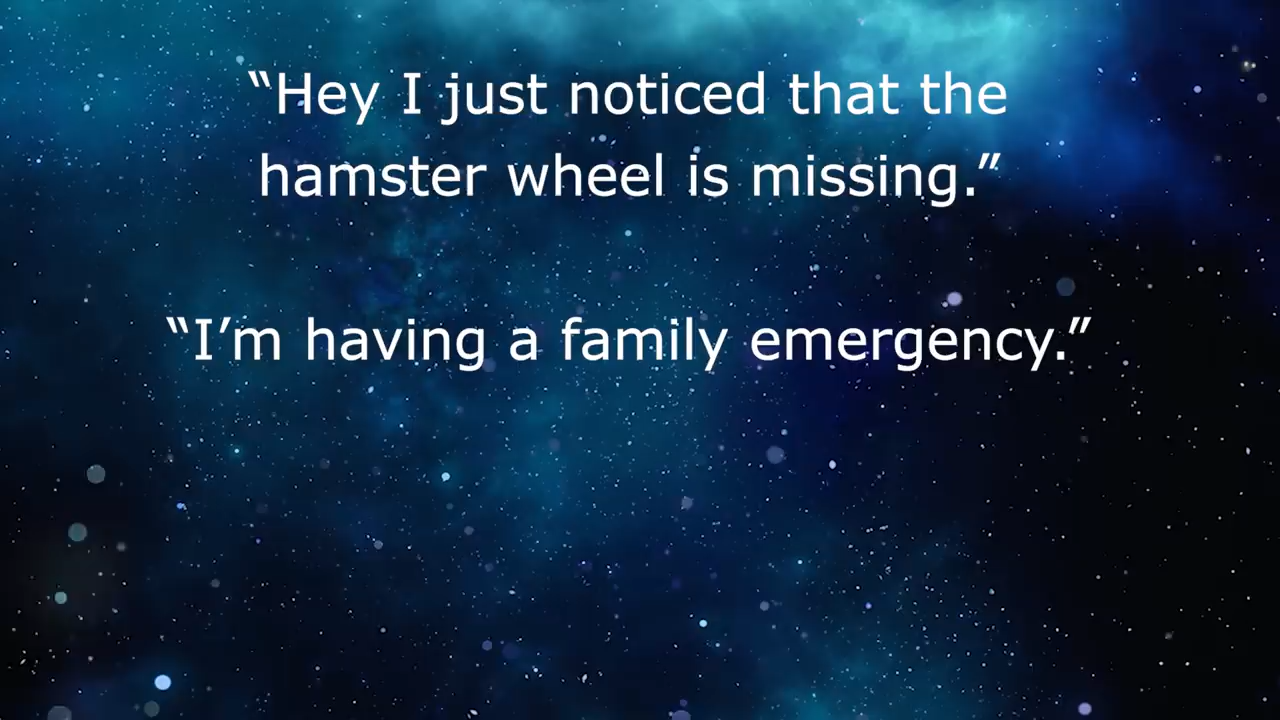 “Hey I just noticed that the
hamster wheel is missing.”
“I’m having a family emergency.”